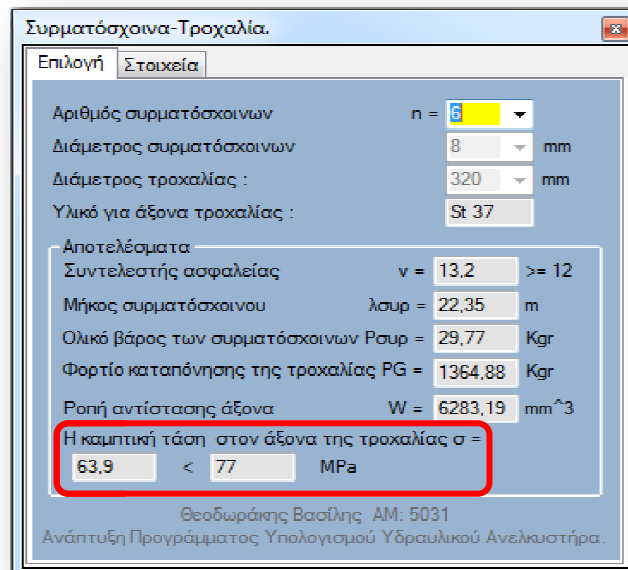 Συρματόσχοινα-Τροχαλία.
Επιλογή Στοιχεία
Αριθμός συρματόσχοινων n = 6
Διάμετρος συρματόσχοινων 8 mm
Διάμετρος τροχαλίας : 320 mm
Υλικό για άξονα τροχαλίας : St 37
Αποτελέσματα
Συντελεστής ασφαλείας ν = 13,2 >= 12
Μήκος συρματόσχοινου λσυρ = 22,35 m
Ολικό βάρος των συρματόσχοινων Ρσυρ = 29,77 Kgr
Φορτίο καταπόνησης της τροχαλίας PG = 1364,88 Kgr
Ροπή αντίστασης άξονα W = 6283,19 mm^3
Η καμπτική τάση στον άξονα της τροχαλίας σ =
63,9 < 77 MPa
Θεοδωράκης Βασίλης ΑΜ: 5031
Ανάπτυξη Προγράμματος Υπολογισμού Υδραυλικού Ανελκυστήρα.